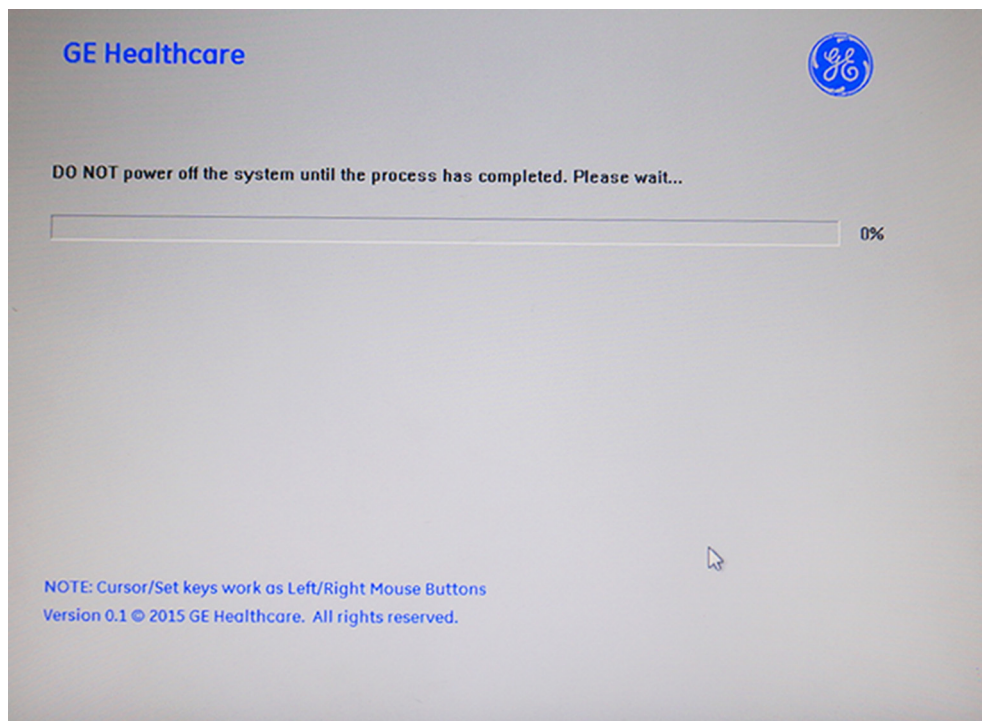 GE Healthcare
GE
DO NOT power off the system until the process has completed. Please wait...
0%
NOTE: Cursor/Set keys work as Left/Right Mouse Buttons
Version 0.1 © 2015 GE Healthcare. All rights reserved.